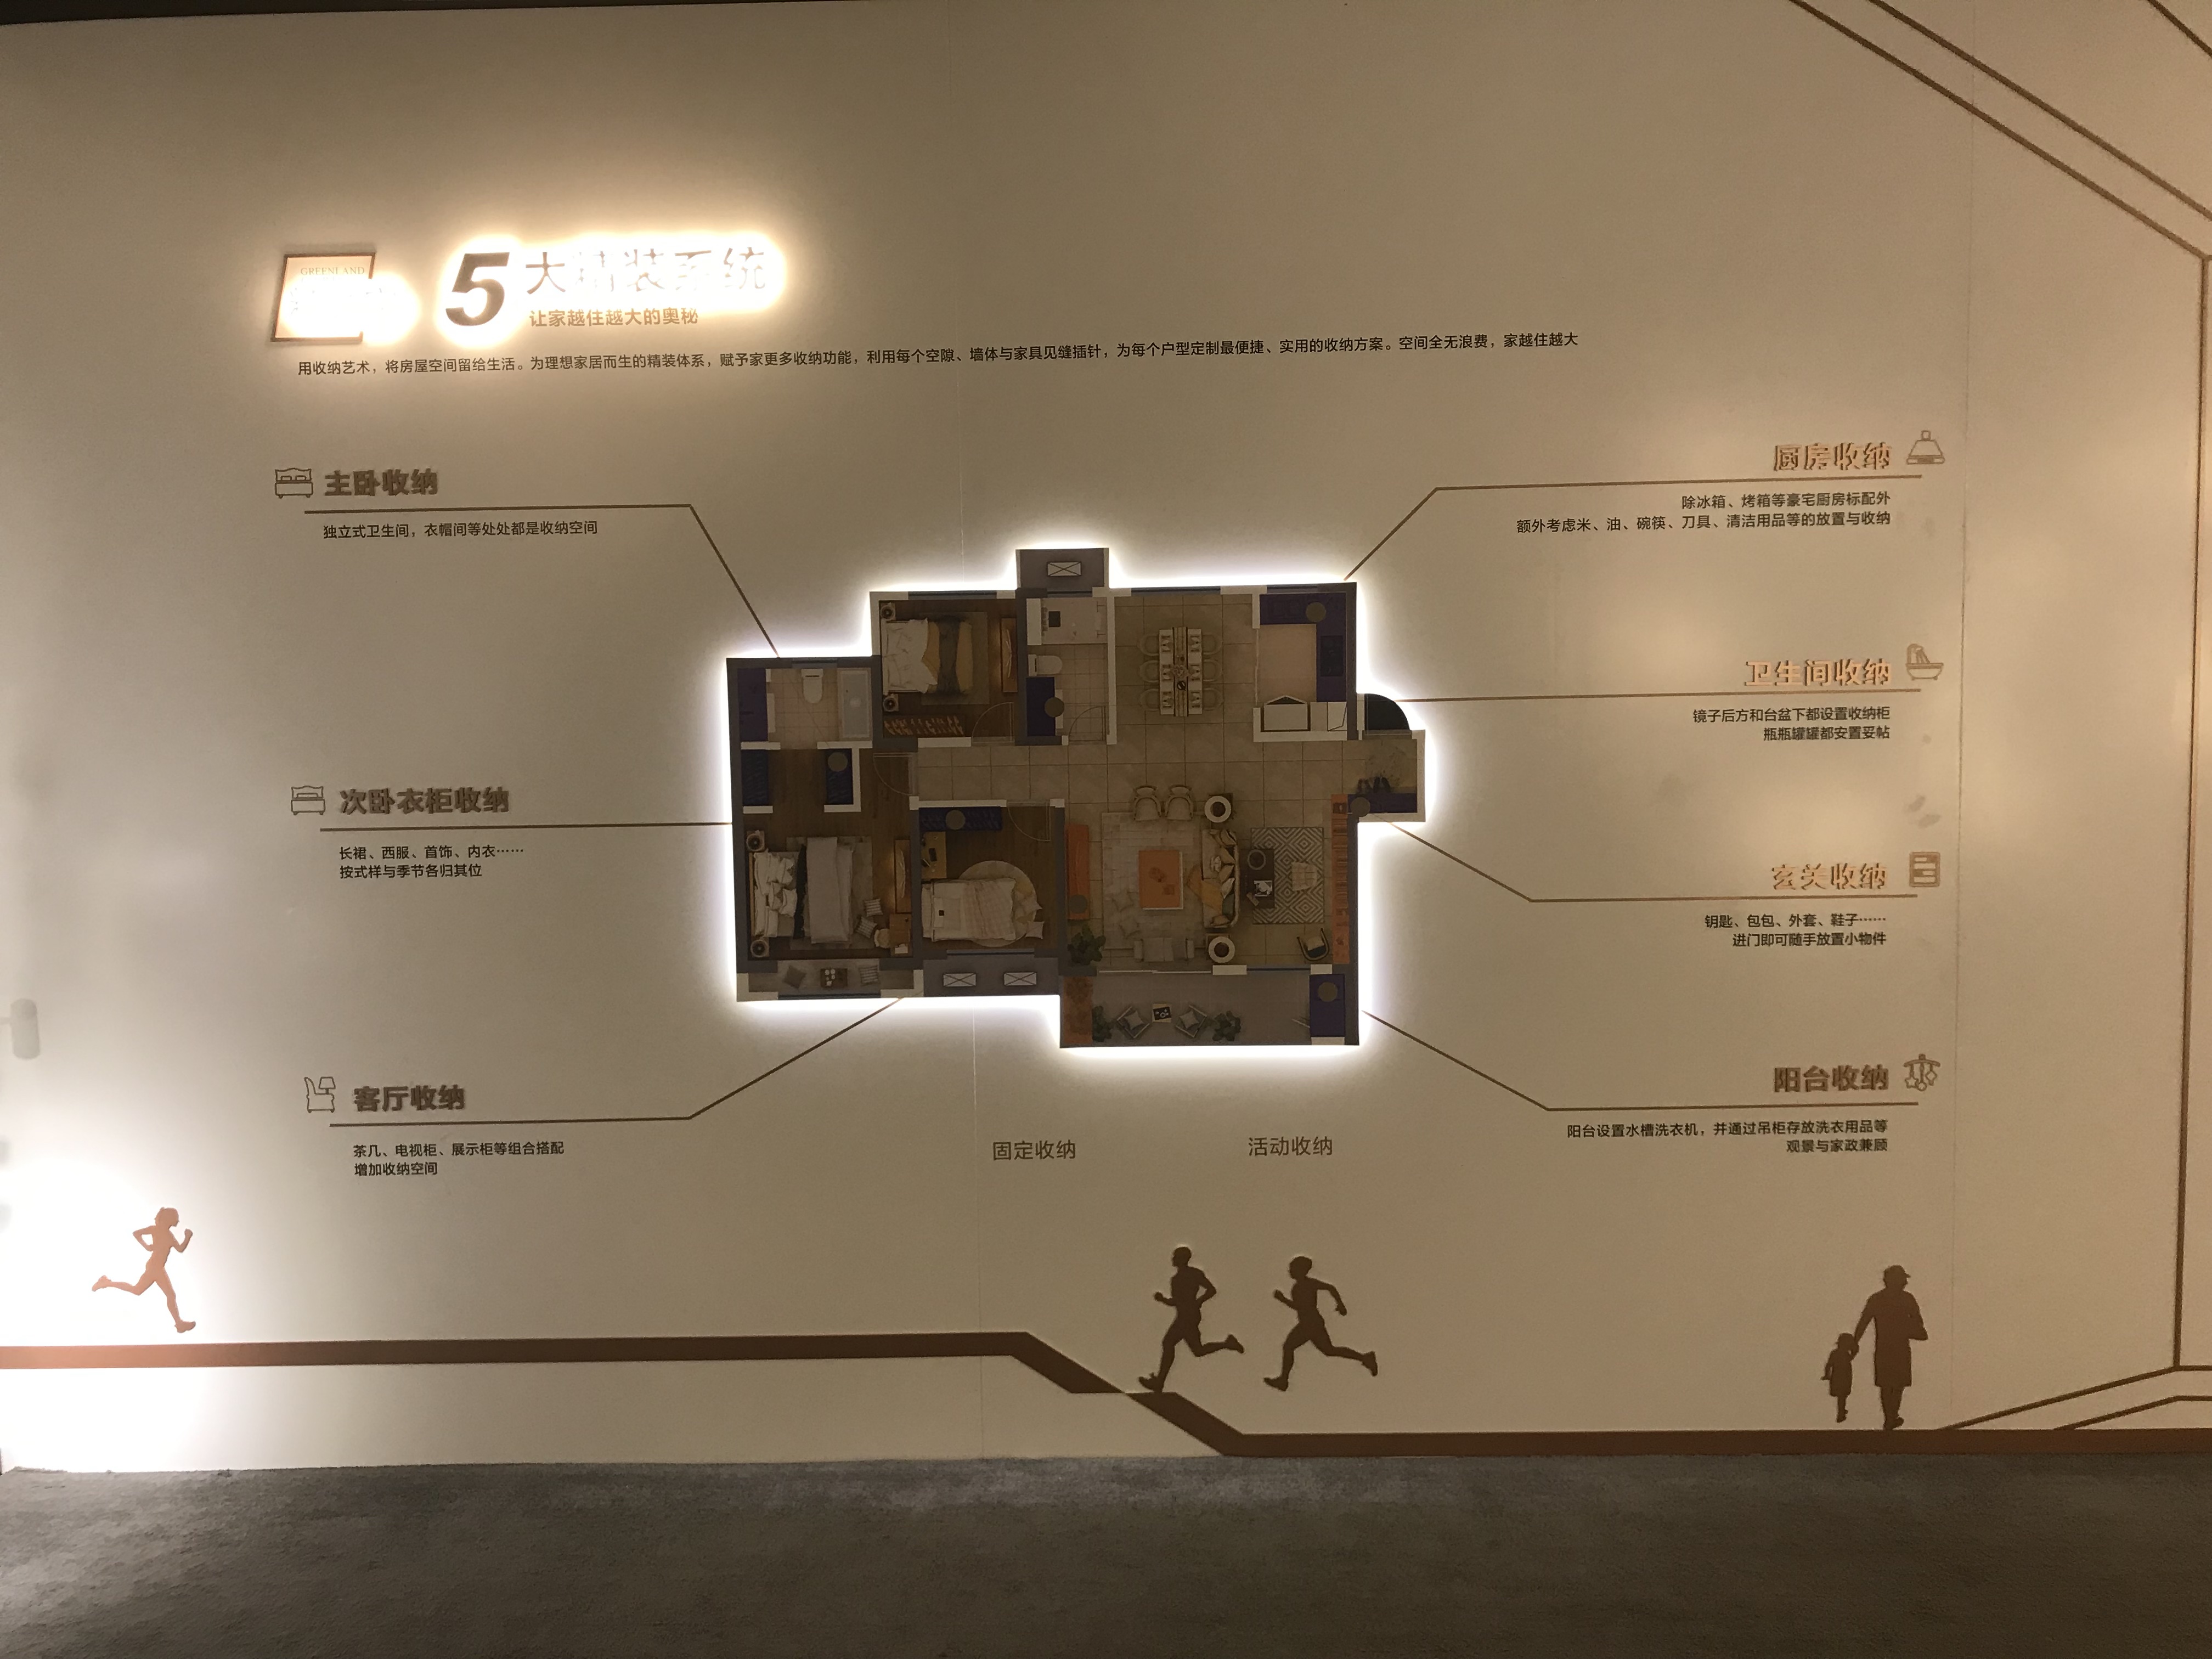 GREENLAND
5大精装系统
让家越住越大的奥秘
用收纳艺术，将房屋空间留给生活。为理想家居而生的精装体系，赋予家更多收纳功能，利用每个空隙、墙体与家具见缝插针，为每个户型定制最便捷、实用的收纳方案。空间全无浪费，家越住越大
主卧收纳
独立式卫生间，衣帽间等处处都是收纳空间
次卧衣柜收纳
长裙、西服、首饰、内衣……
按式样与季节各归其位
客厅收纳
茶几、电视柜、展示柜等组合搭配
增加收纳空间
厨房收纳
除冰箱、烤箱等豪宅厨房标配外
额外考虑米、油、碗筷、刀具、清洁用品等的放置与收纳
卫生间收纳
镜子后方和台盆下都设置收纳柜
瓶瓶罐罐都安置妥帖
玄关收纳
钥匙、包包、外套、鞋子……
进门即可随手放置小物件
阳台收纳
阳台设置水槽洗衣机，并通过吊柜存放洗衣用品等
观景与家政兼顾
固定收纳
活动收纳